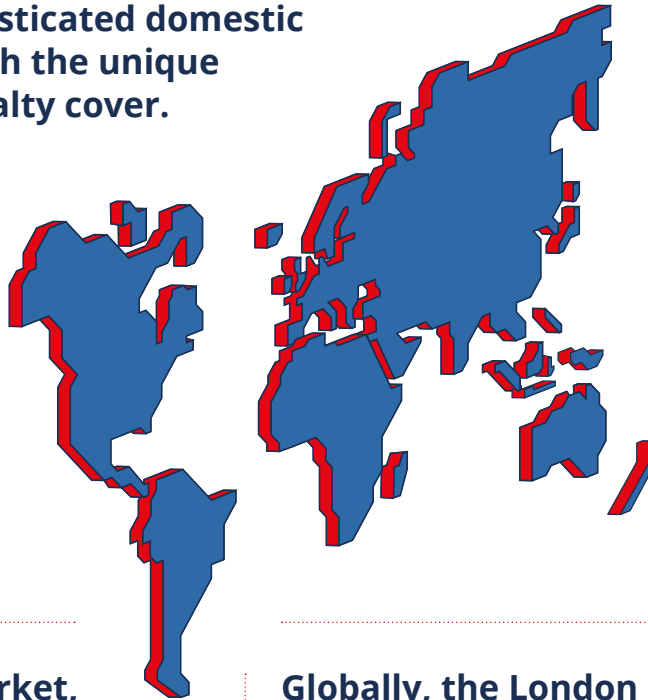 sticated domestic
h the unique
alty cover.
rket,
Globally, the London